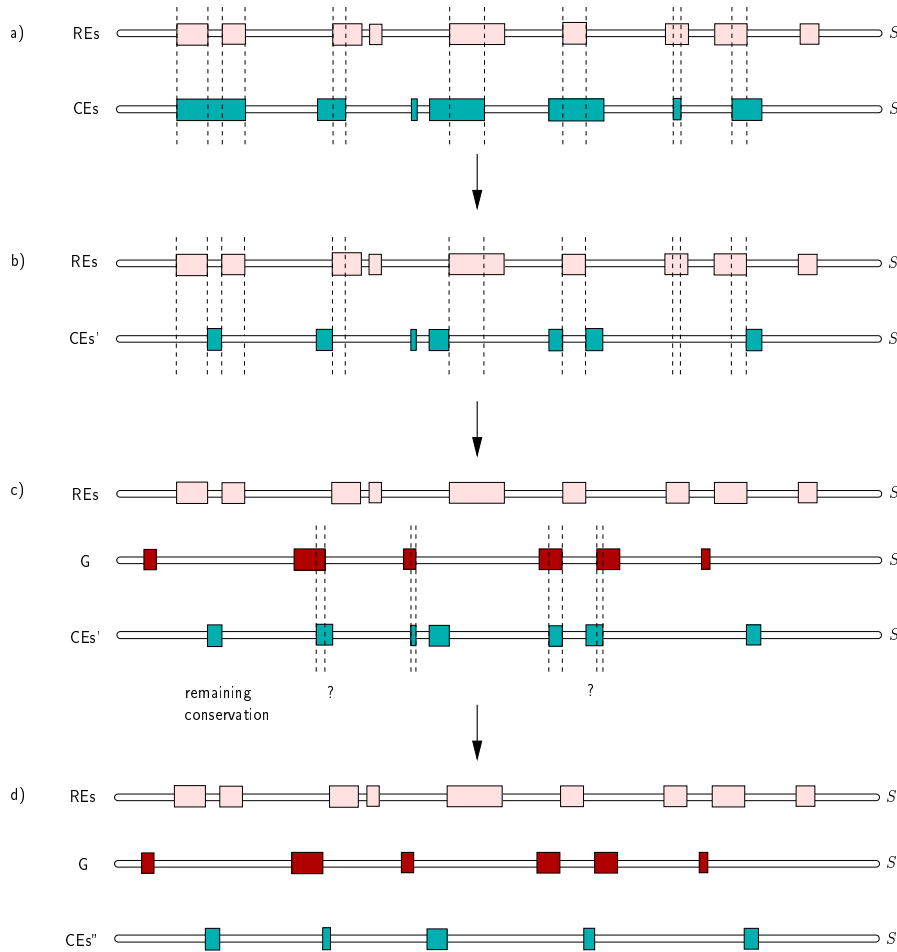 a) REs S
CEs S
b) REs S
CEs' S
c) REs S
G S
CEs' S
remaining ? ?
conservation
d) REs S
G S
CEs" S